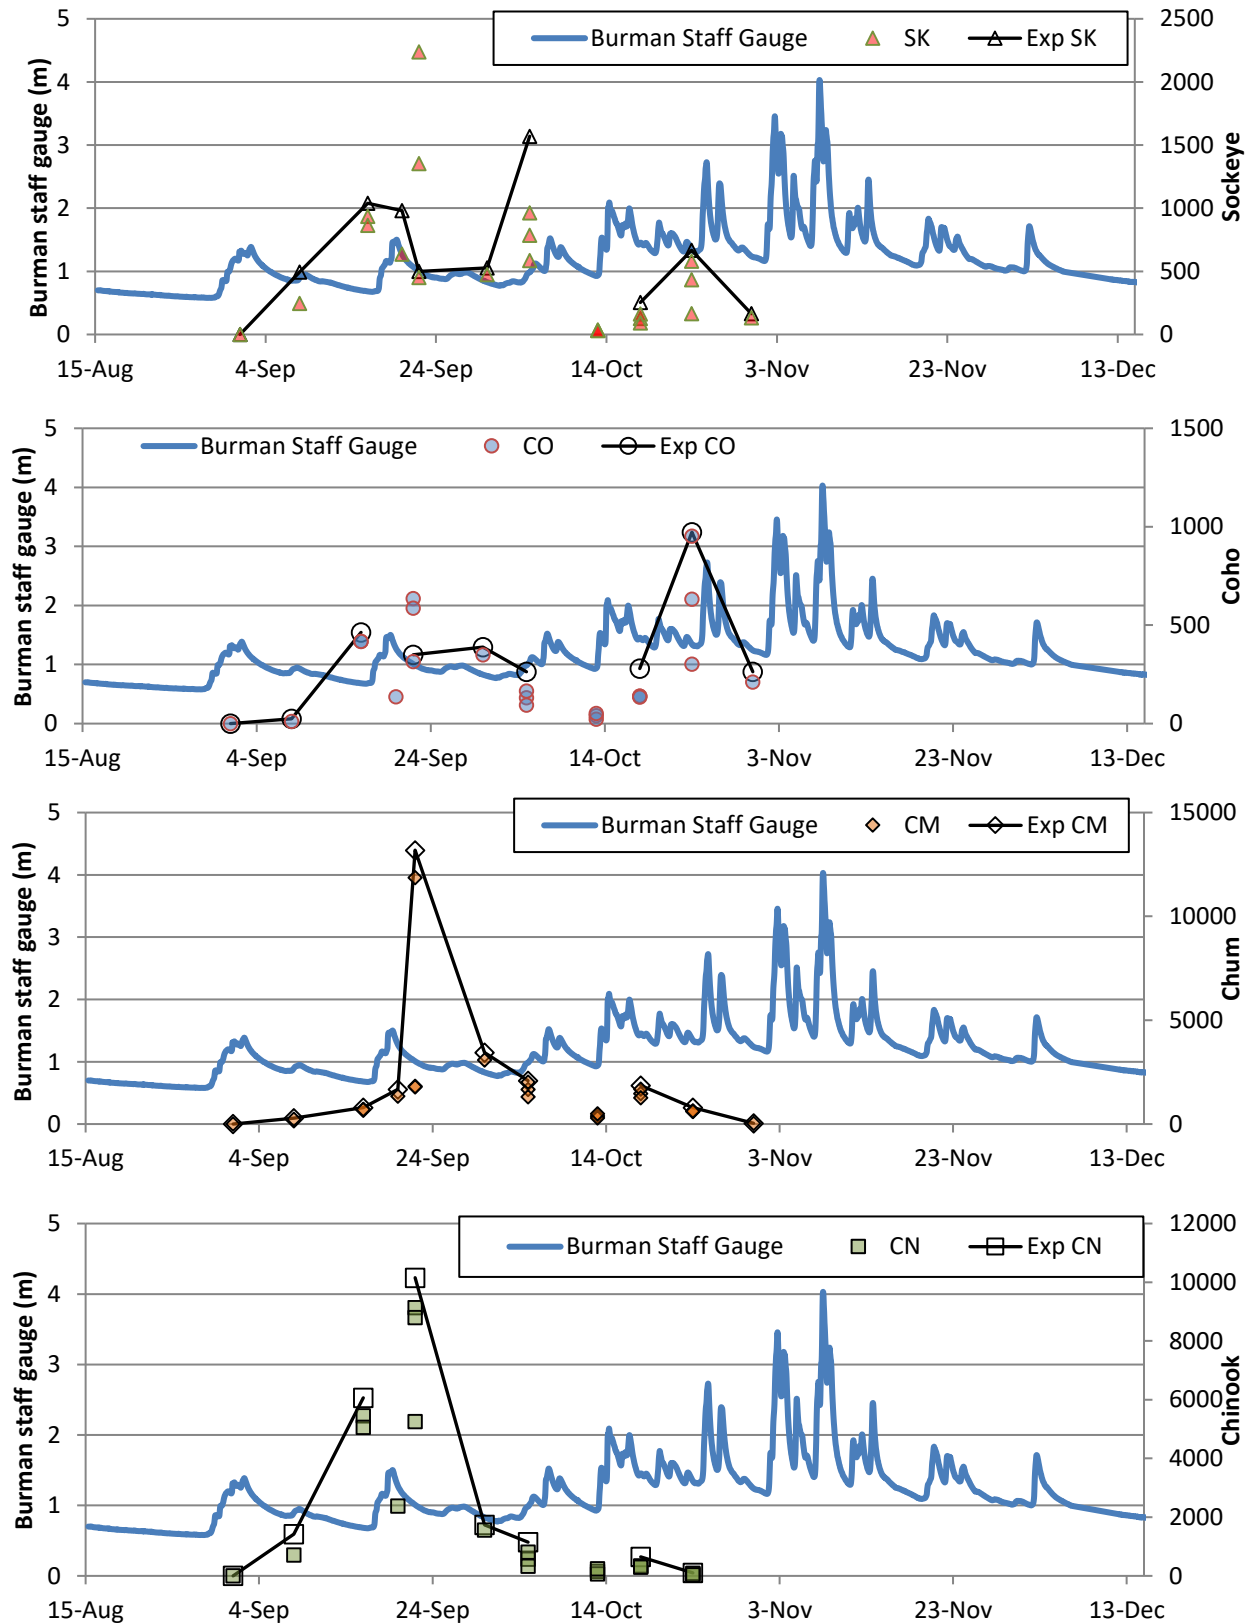 Burman Staff Gauge SK Exp SK
Burman staff gauge (m)
5
4
3
2
1
0
2500
2000
1500
1000
500
0
Sockeye
15-Aug 4-Sep 24-Sep 14-Oct 3-Nov 23-Nov 13-Dec
Burman Staff Gauge CO Exp CO
Burman staff gauge (m)
5
4
3
2
1
0
1500
1000
500
0
Coho
15-Aug 4-Sep 24-Sep 14-Oct 3-Nov 23-Nov 13-Dec
Burman Staff Gauge CM Exp CM
Burman staff gauge (m)
5
4
3
2
1
0
15000
10000
5000
0
Chum
15-Aug 4-Sep 24-Sep 14-Oct 3-Nov 23-Nov 13-Dec
Burman Staff Gauge CN Exp CN
Burman staff gauge (m)
5
4
3
2
1
0
12000
10000
8000
6000
4000
2000
0
Chinook
15-Aug 4-Sep 24-Sep 14-Oct 3-Nov 23-Nov 13-Dec